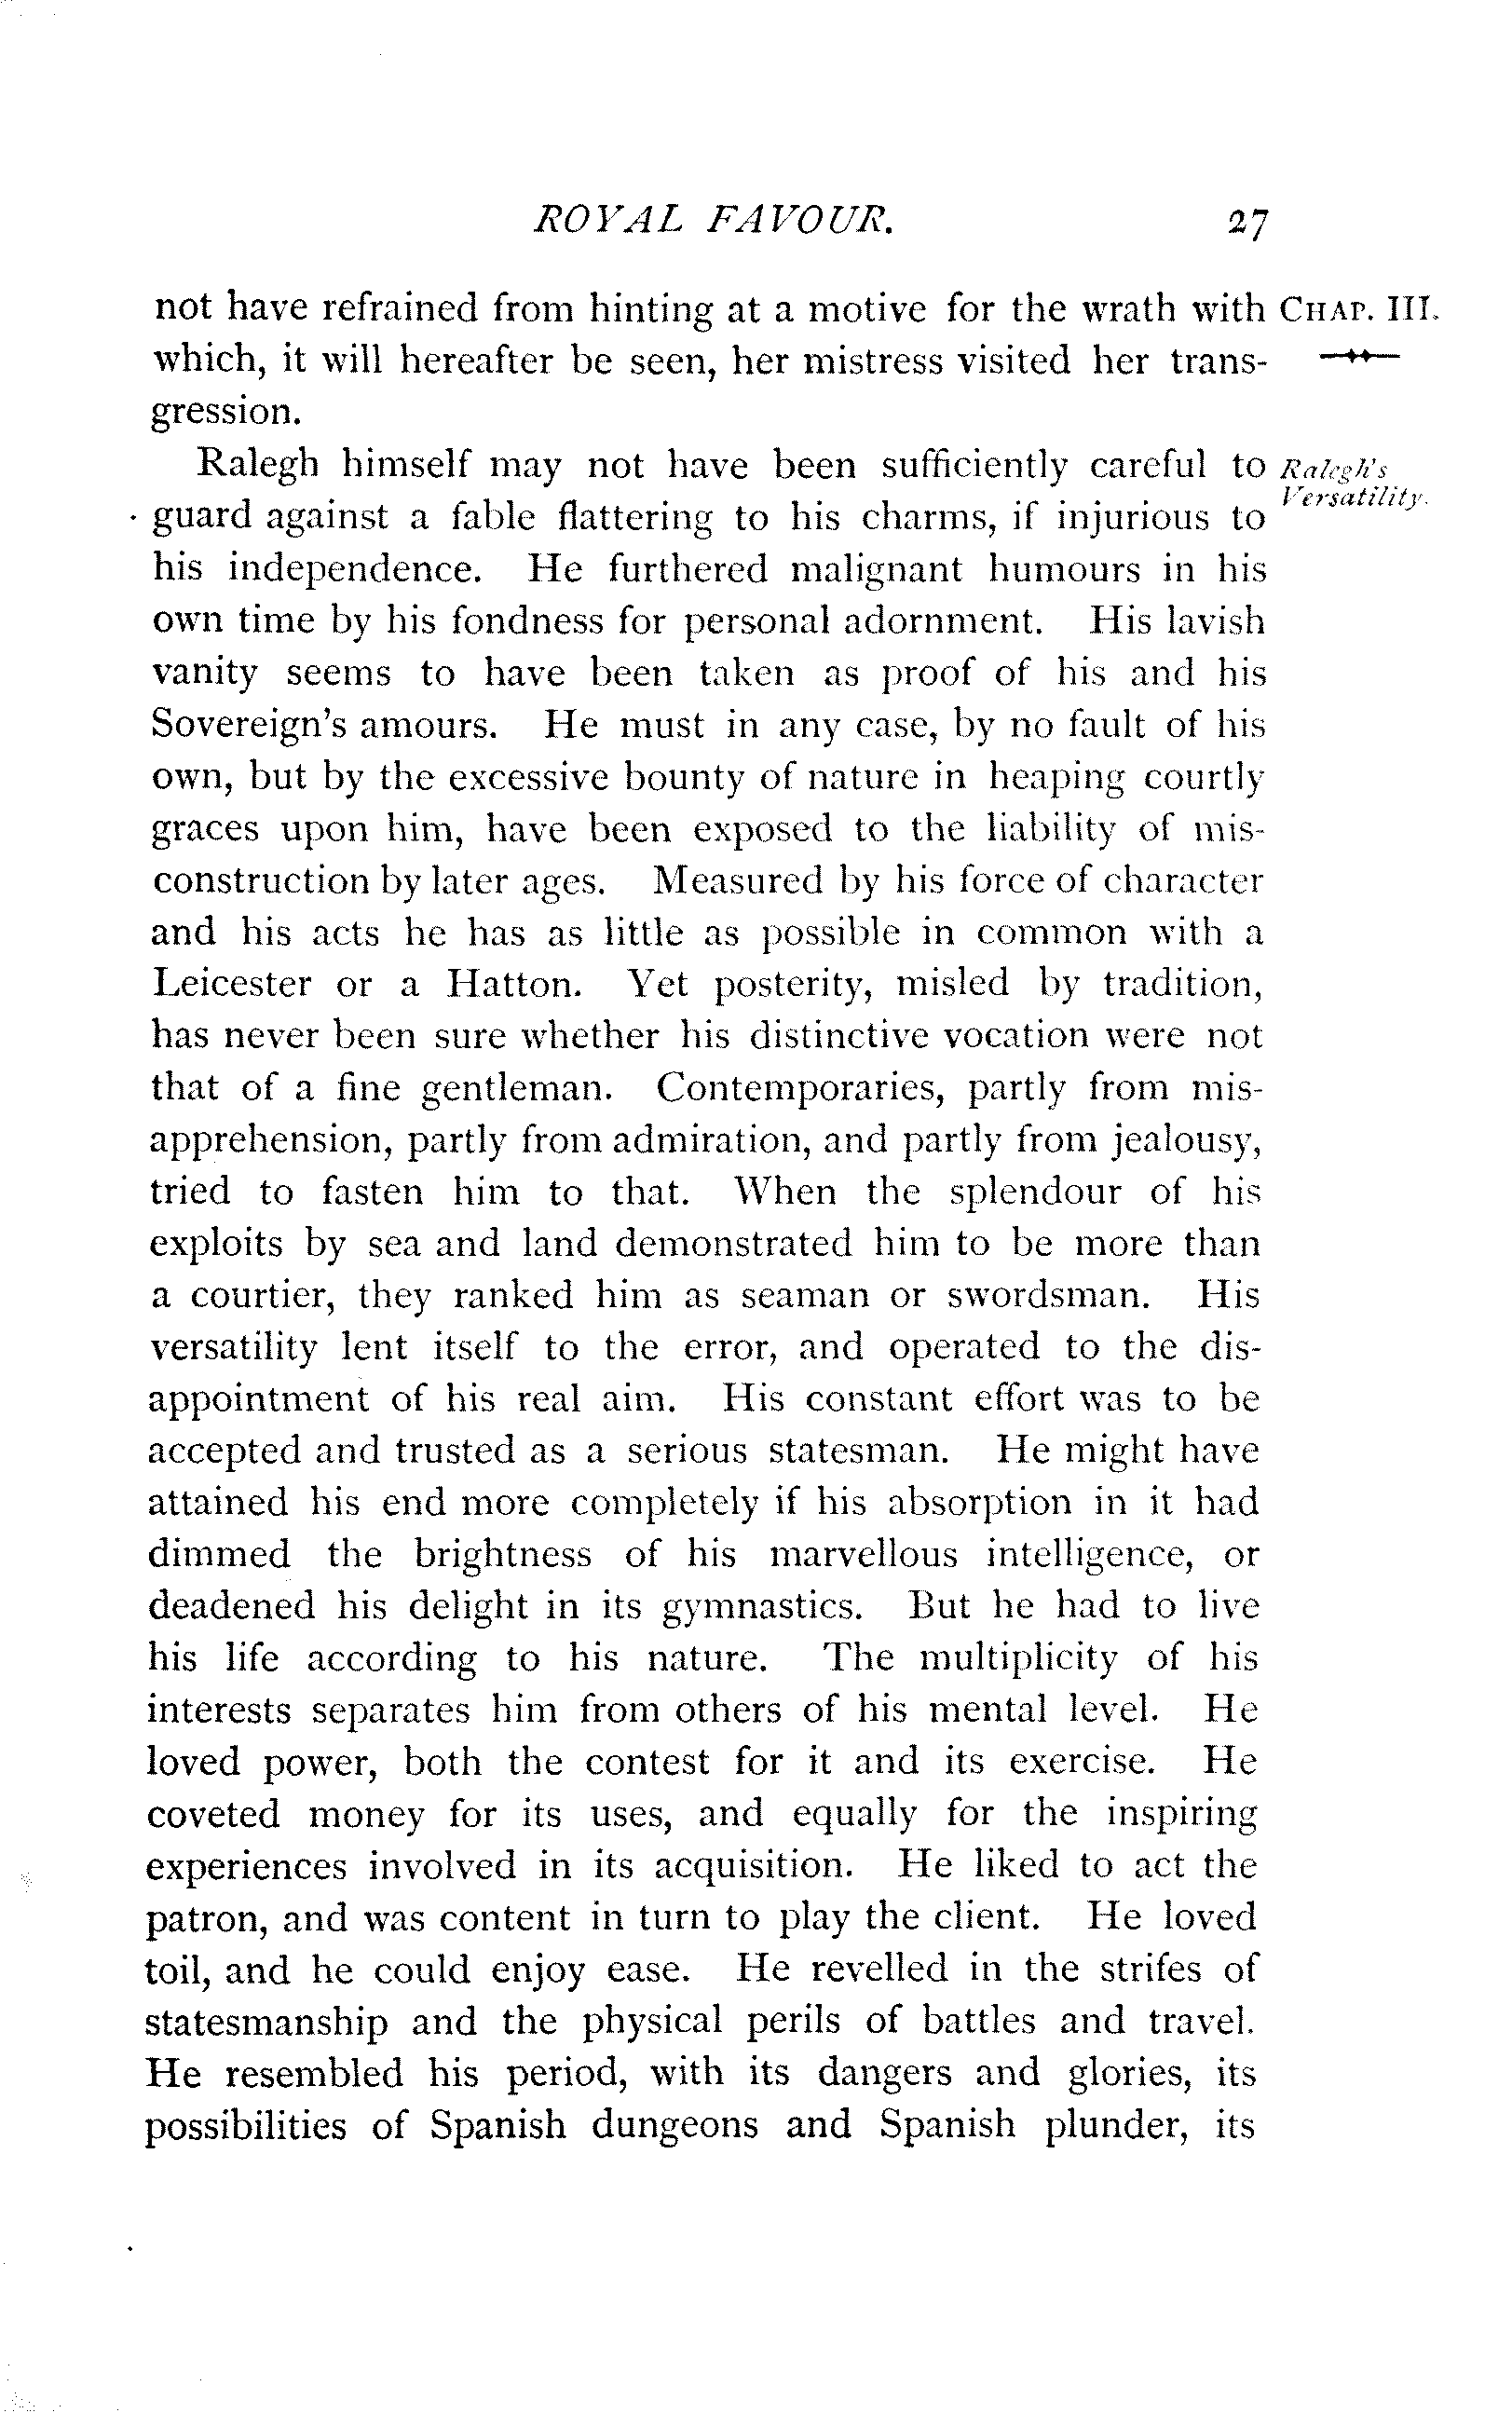 ROYAL FAVOUR. 27
not have refrained from hinting at a motive for the wrath with CHAP. III.
which, it will hereafter be seen, her mistress visited her trans-
gression.
Ralegh himself may not have been sufficiently careful to Ralegh's
guard against a fable flattering to his charms, if injurious to Versatility.
his independence. He furthered malignant humours in his
own time by his fondness for personal adornment. His lavish
vanity seems to have been taken as proof of his and his
Sovereign's amours. He must in any case, by no fault of his
own, but by the excessive bounty of nature in heaping courtly
graces upon him, have been exposed to the liability of mis-
construction by later ages. Measured by his force of character
and his acts he has as little as possible in common with a
Leicester or a Hatton. Yet posterity, misled by tradition,
has never been sure whether his distinctive vocation were not
that of a fine gentleman. Contemporaries, partly from mis-
apprehension, partly from admiration, and partly from jealousy,
tried to fasten him to that. When the splendour of his
exploits by sea and land demonstrated him to be more than
a courtier, they ranked him as seaman or swordsman. His
versatility lent itself to the error, and operated to the dis-
appointment of his real aim. His constant effort was to be
accepted and trusted as a serious statesman. He might have
attained his end more completely if his absorption in it had
dimmed the brightness of his marvellous intelligence, or
deadened his delight in its gymnastics. But he had to live
his life according to his nature. The multiplicity of his
interests separates him from others of his mental level. He
loved power, both the contest for it and its exercise. He
coveted money for its uses, and equally for the inspiring
experiences involved in its acquisition. He liked to act the
patron, and was content in turn to play the client. He loved
toil, and he could enjoy ease. He revelled in the strifes of
statesmanship and the physical perils of battles and travel.
He resembled his period, with its dangers and glories, its
possibilities of Spanish dungeons and Spanish plunder, its